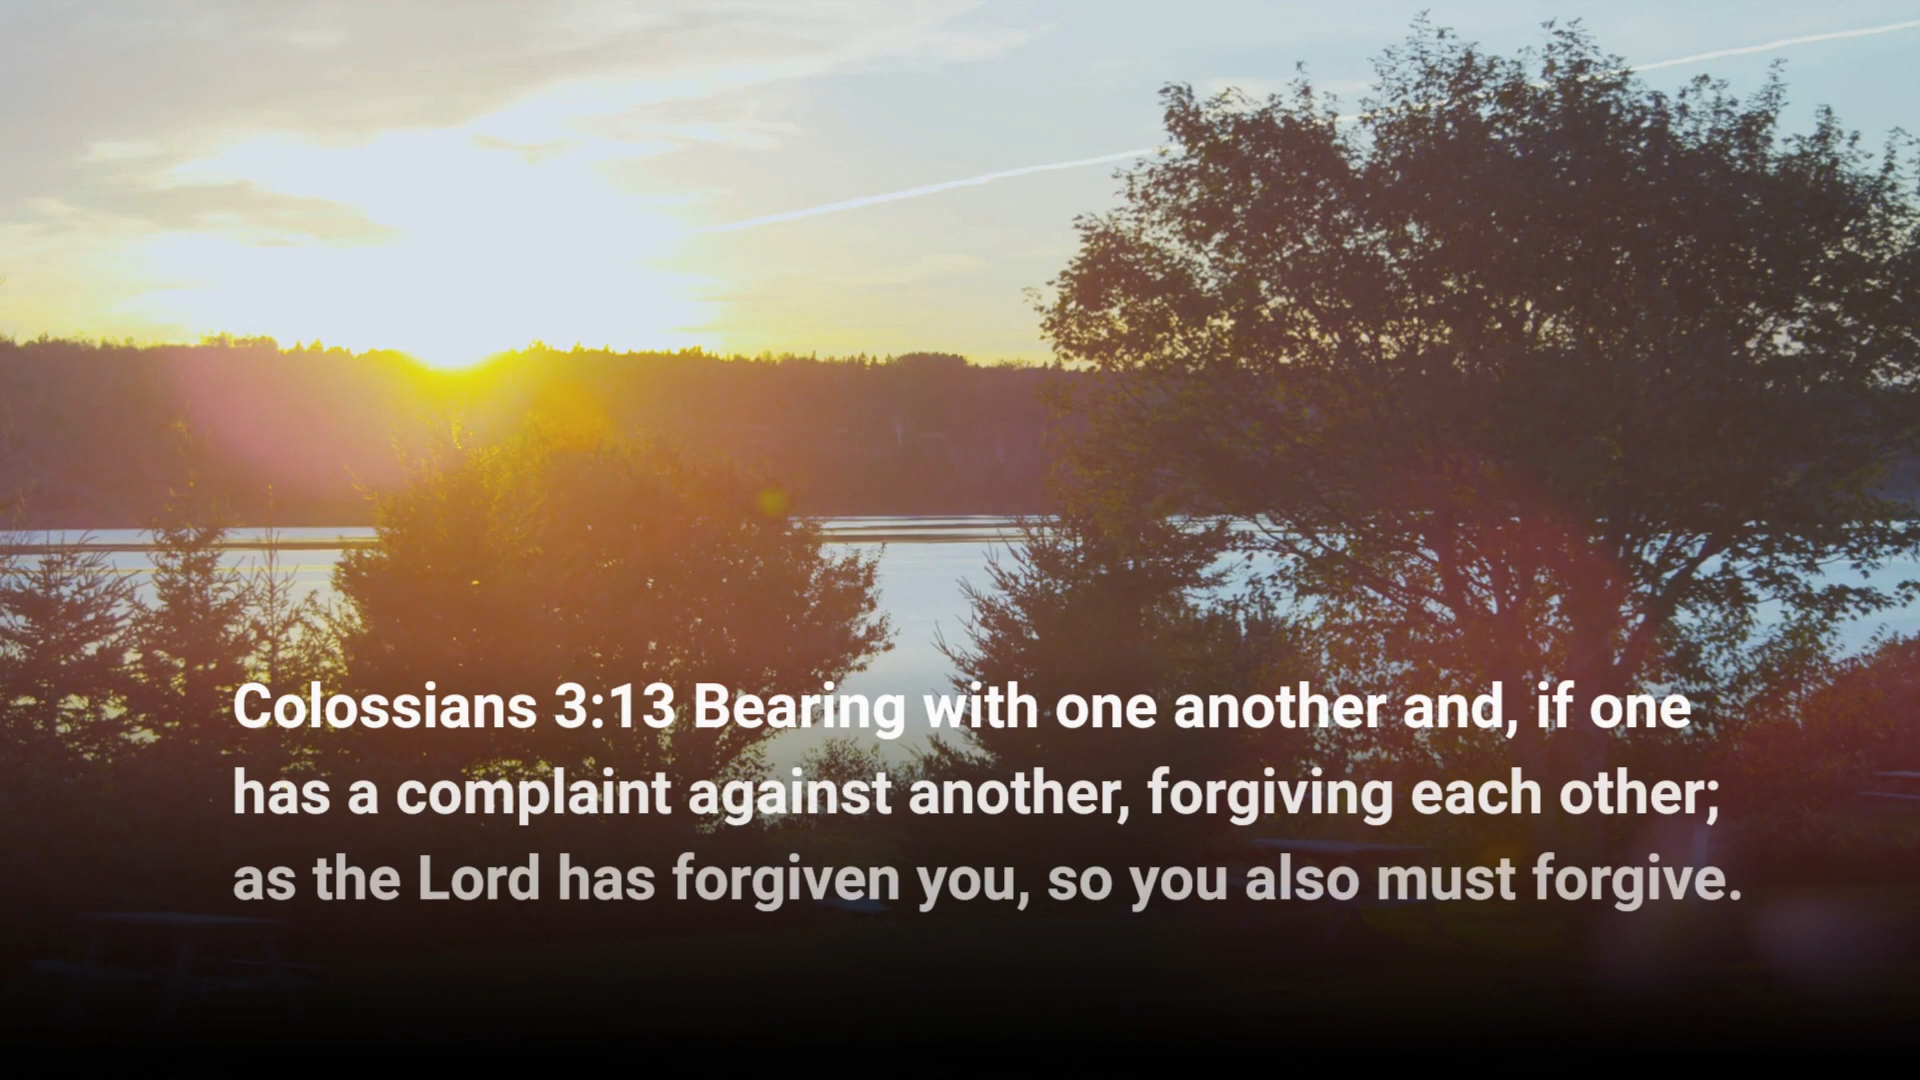 Colossians 3:13 Bearing with one another and, if one
has a complaint against another, forgiving each other;
as the Lord has forgiven you, so you also must forgive.